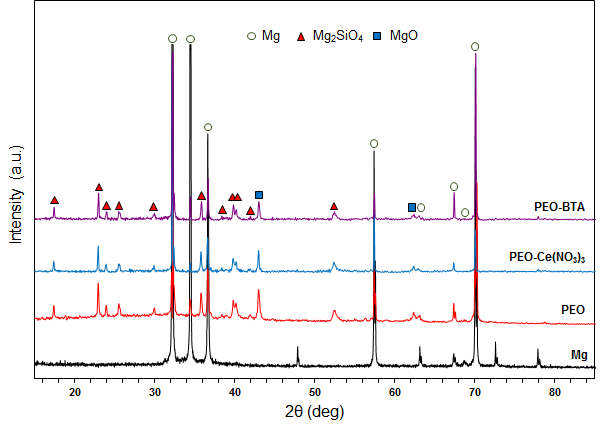 Mg Mg₂SiO₄ MgO
Intensity (a.u.)
PEO-BTA
PEO-Ce(NO₃)₃
PEO
Mg
20 30 40 50 60 70 80
2θ (deg)